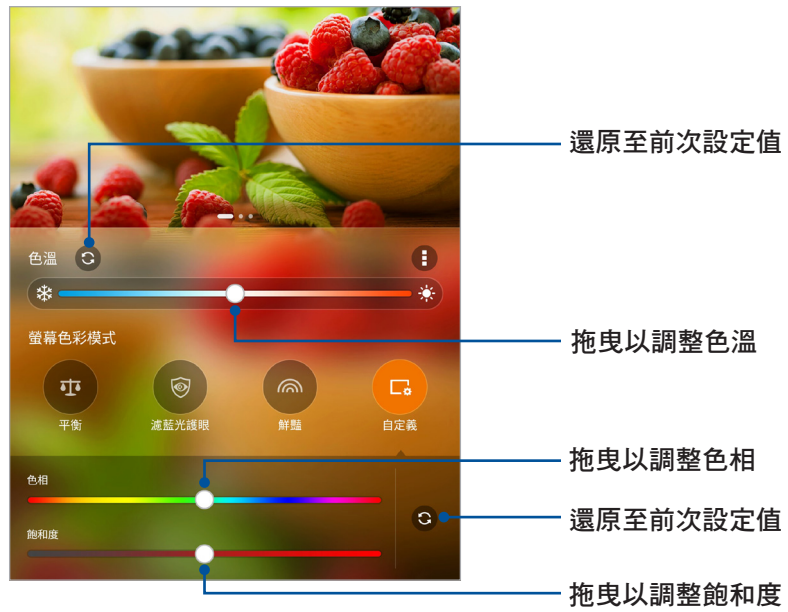 還原至前次設定值
色溫
拖曳以調整色溫
螢幕色彩模式
平衡
濾藍光護眼
鮮豔
自定義
拖曳以調整色相
色相
還原至前次設定值
飽和度
拖曳以調整飽和度